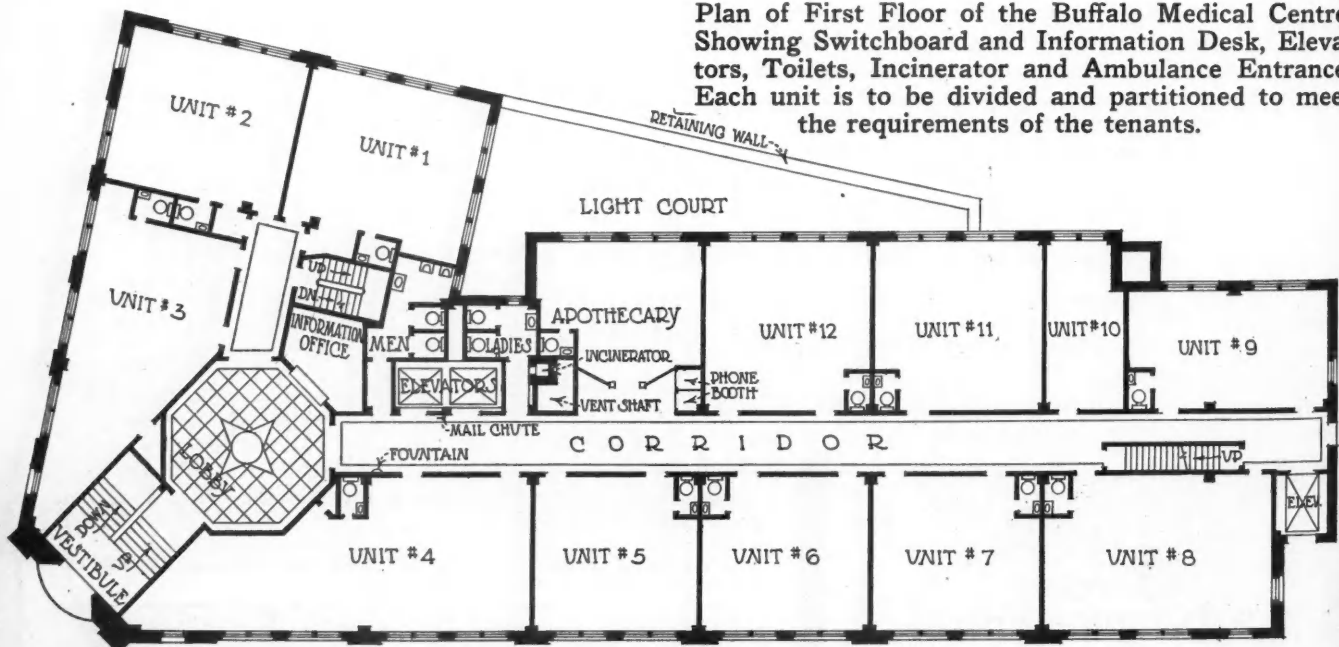 Plan of First Floor of the Buffalo Medical Centre
Showing Switchboard and Information Desk, Eleva-
tors, Toilets, Incinerator and Ambulance Entrance
Each unit is to be divided and partitioned to mee
the requirements of the tenants.
RETAINING WALL
UNIT #2
UNIT #1
LIGHT COURT
UNIT #3
UP
DN.
INFORMATION
OFFICE
MEN
LADIES
APOTHECARY
UNIT #12
UNIT #11
UNIT #10
UNIT #9
INCINERATOR
ELEVATORS
PHONE
BOOTH
VENT SHAFT
MAIL CHUTE
CORRIDOR
FOUNTAIN
UP
LOBBY
ELEV.
DOWN
VESTIBULE
UNIT #4
UNIT #5
UNIT #6
UNIT #7
UNIT #8